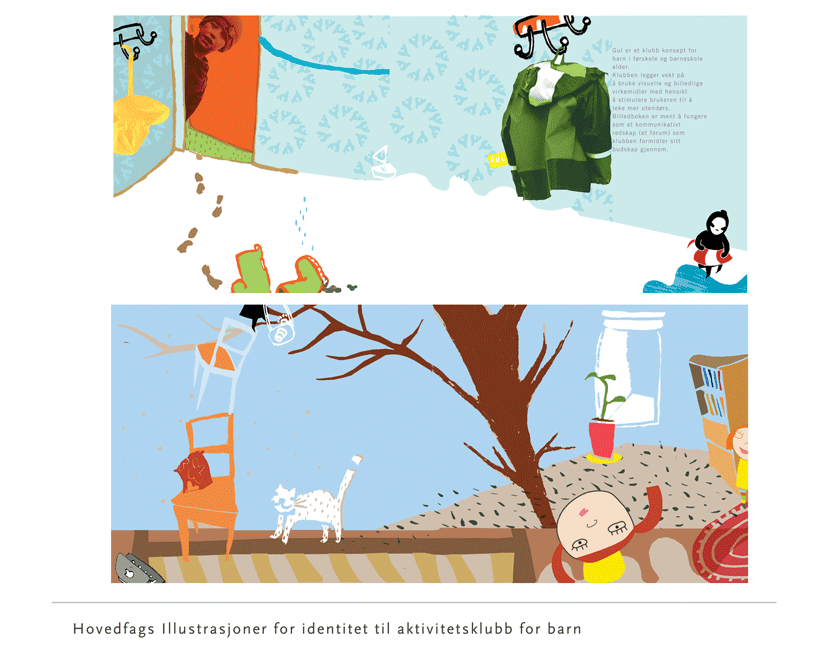 Gul er et klubb konsept for
barn i førskole og barneskole
alder.
Klubben legger vekt på
å bruke visuelle og billedlige
virkemidler med hensikt
å stimulere brukeren til å
leke mer utendørs.
Billedboken er ment å fungere
som et kommunikativt
redskap (et forum) som
klubben formidler sitt
budskap gjennom.
Hovedfags Illustrasjoner for identitet til aktivitetsklubb for barn